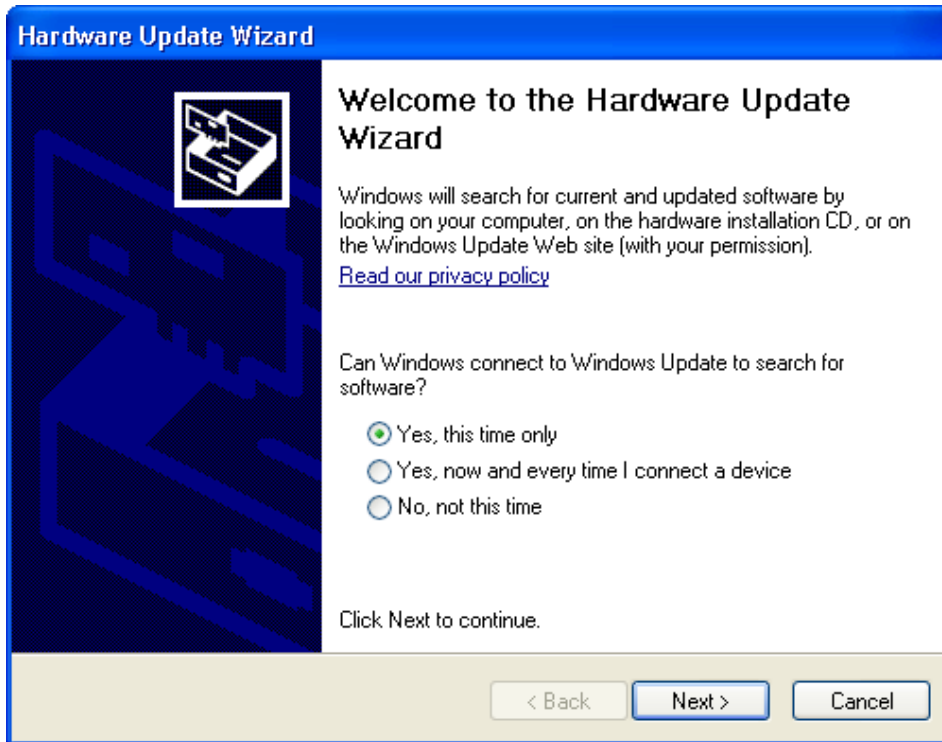 Hardware Update Wizard
Welcome to the Hardware Update
Wizard
Windows will search for current and updated software by
looking on your computer, on the hardware installation CD, or on
the Windows Update Web site (with your permission).
Read our privacy policy
Can Windows connect to Windows Update to search for
software?
Yes, this time only
Yes, now and every time I connect a device
No, not this time
Click Next to continue.
< Back
Next >
Cancel